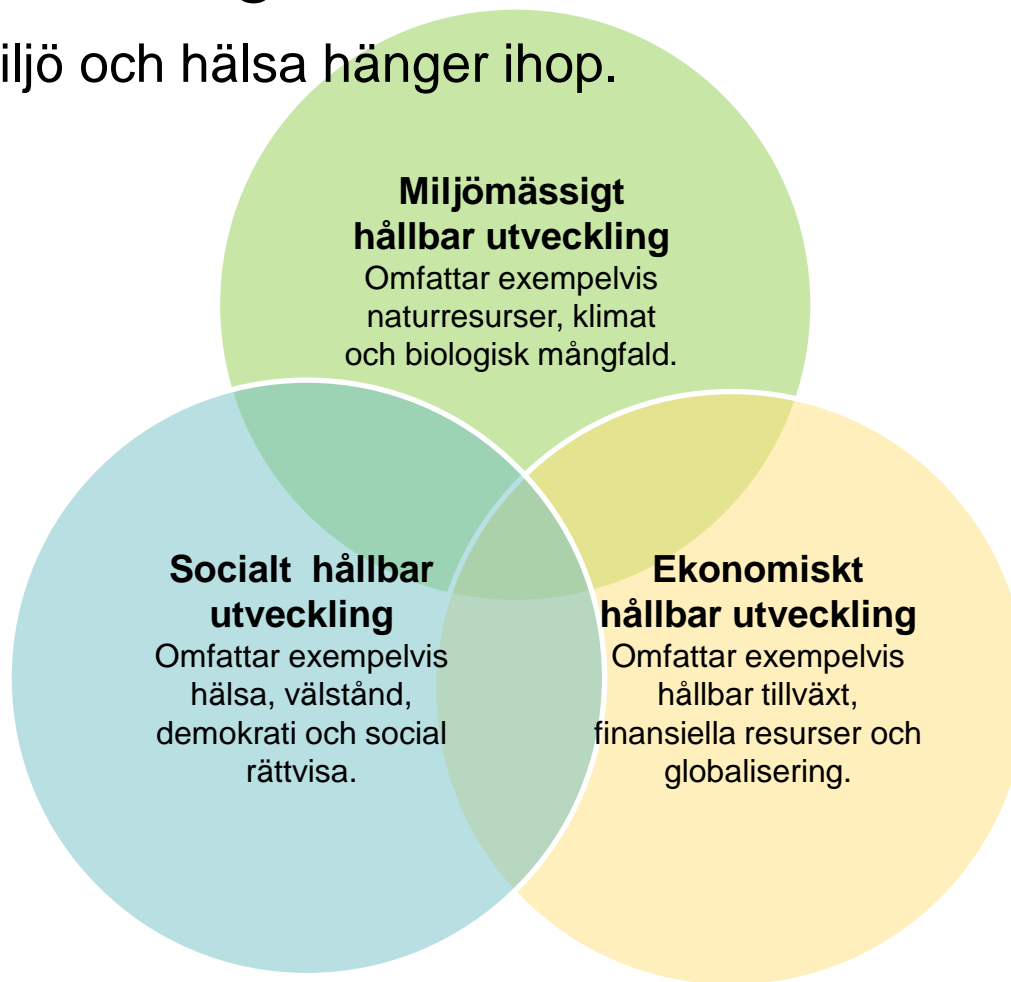 iljö och hälsa hänger ihop.
Miljömässigt
hållbar utveckling
Omfattar exempelvis
naturresurser, klimat
och biologisk mångfald.
Socialt hållbar
utveckling
Omfattar exempelvis
hälsa, välstånd,
demokrati och social
rättvisa.
Ekonomiskt
hållbar utveckling
Omfattar exempelvis
hållbar tillväxt,
finansiella resurser och
globalisering.